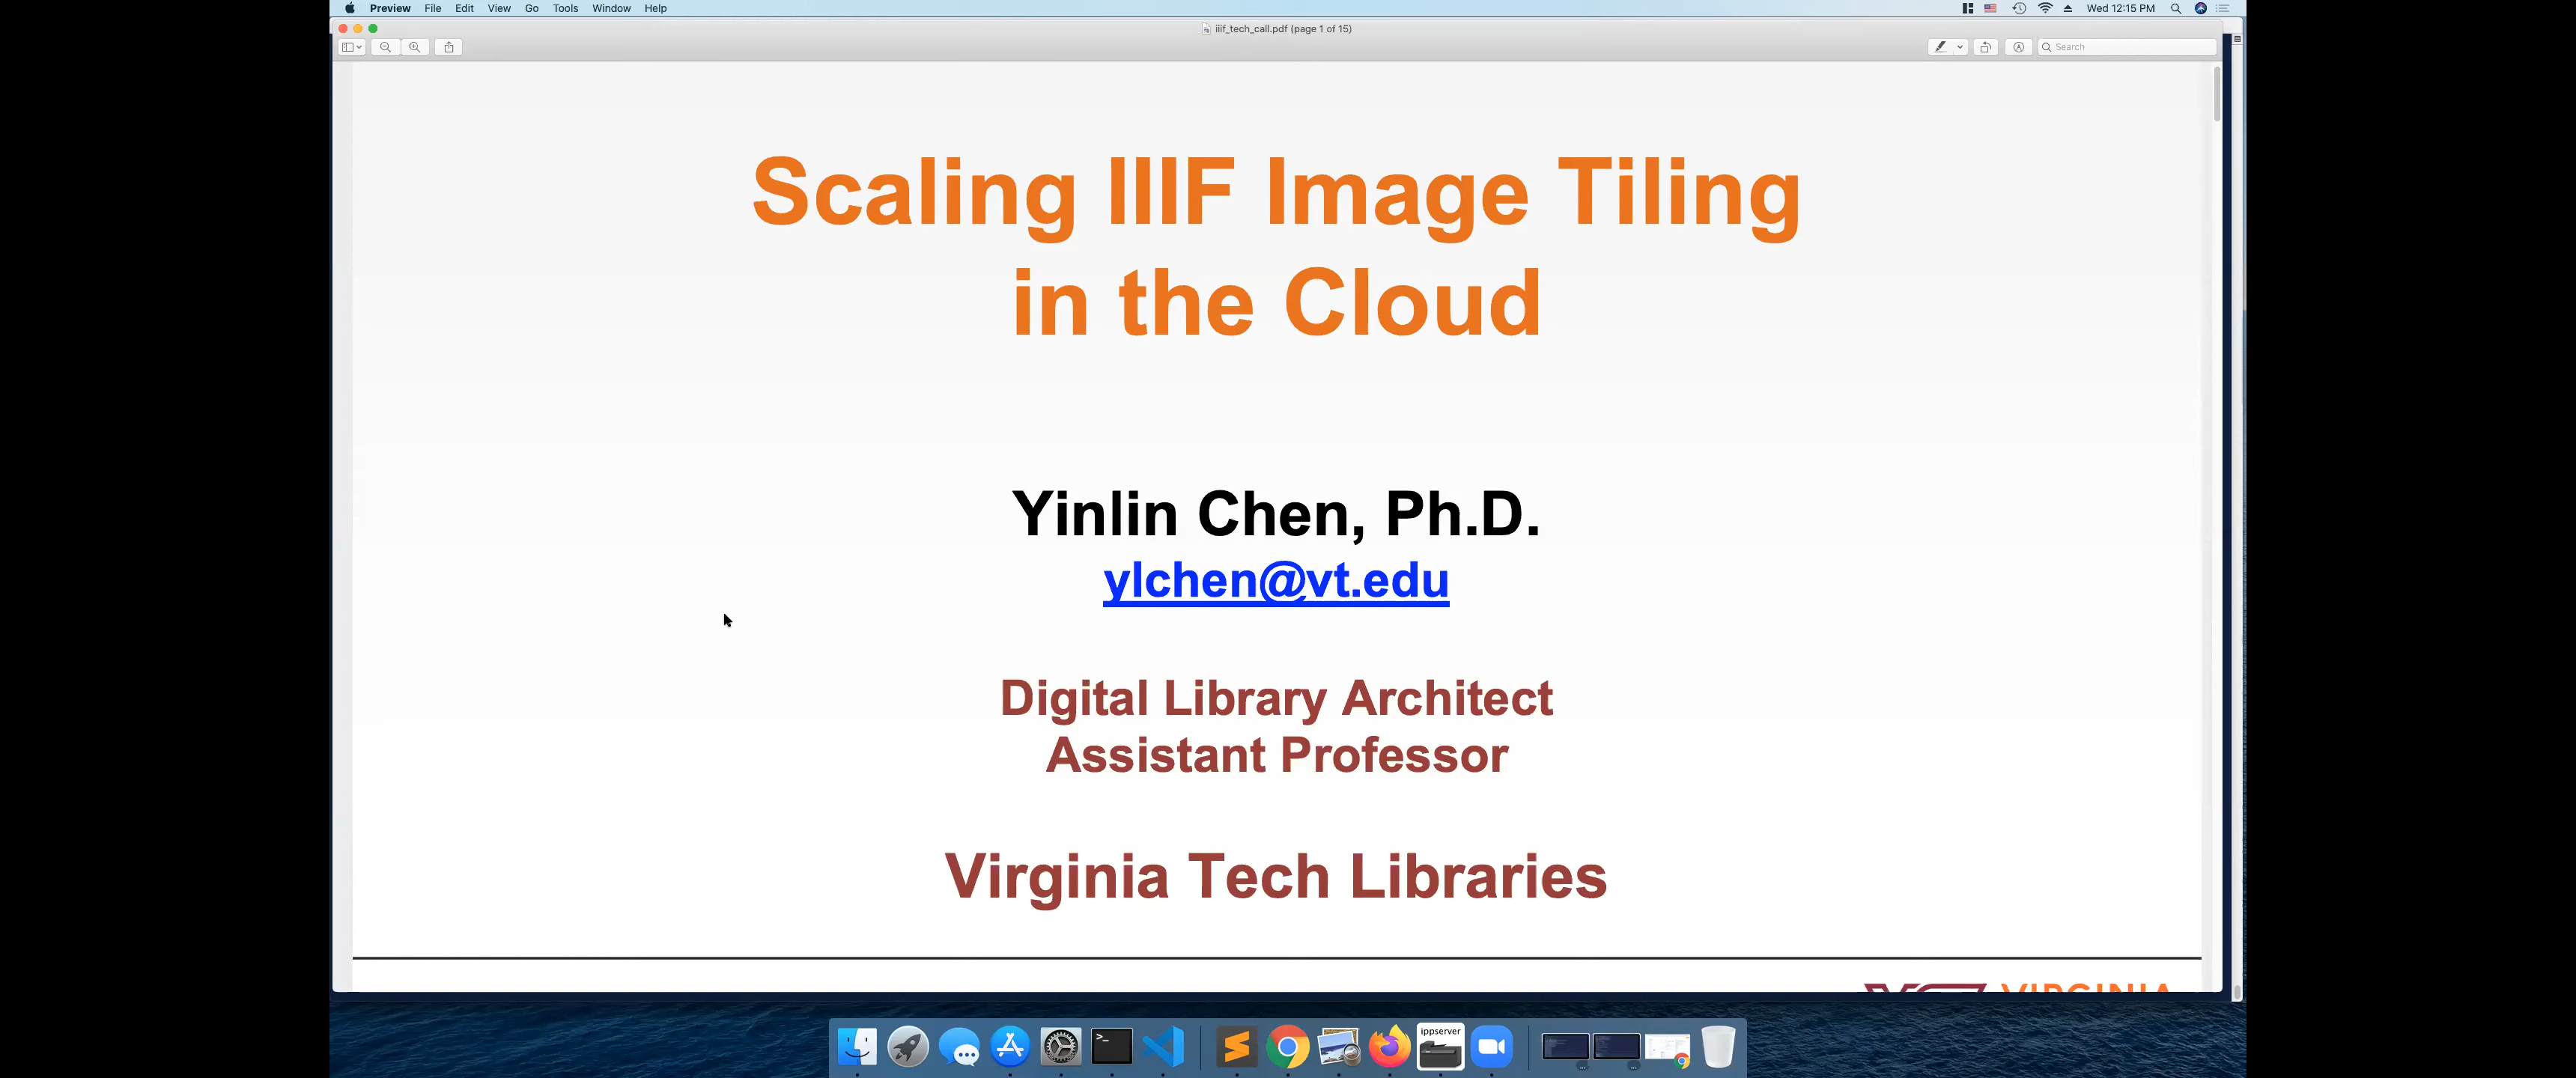 Preview File Edit View Go Tools Window Help
Wed 12:15 PM
iiif_tech_call.pdf (page 1 of 15)
Search
Scaling IIIF Image Tiling
in the Cloud
Yinlin Chen, Ph.D.
ylchen@vt.edu
Digital Library Architect
Assistant Professor
Virginia Tech Libraries
VIRGINIA
ippserver